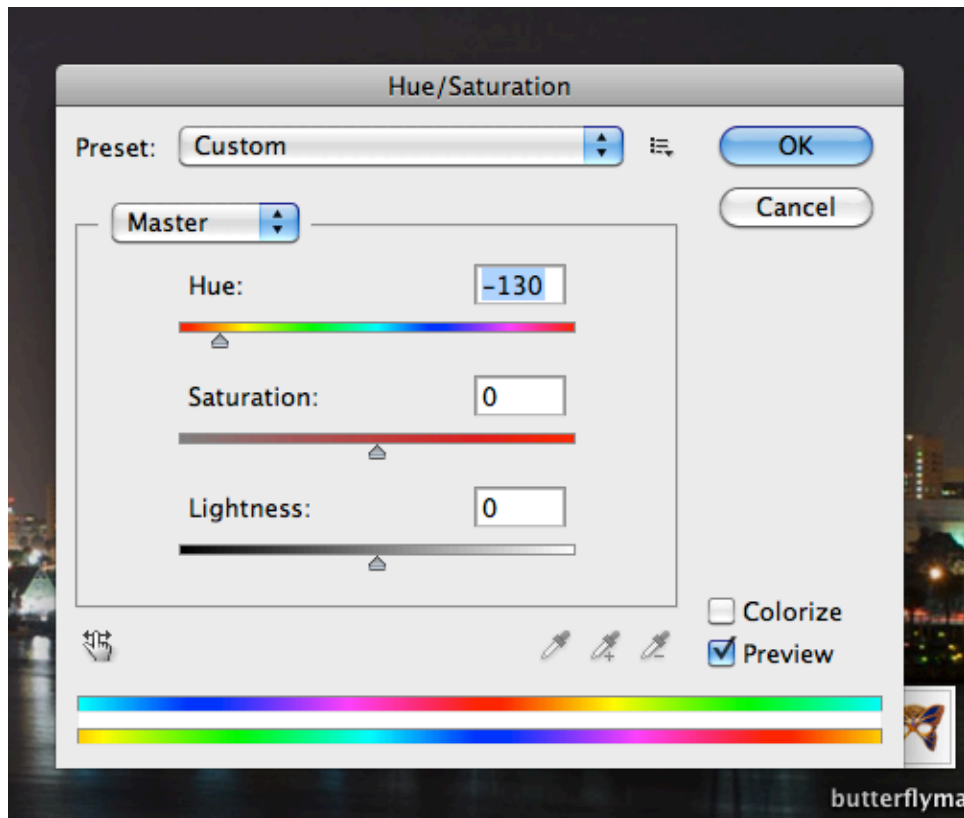 Hue/Saturation
Preset: Custom
OK
Cancel
Master
Hue: -130
Saturation: 0
Lightness: 0
Colorize
Preview
butterflyma